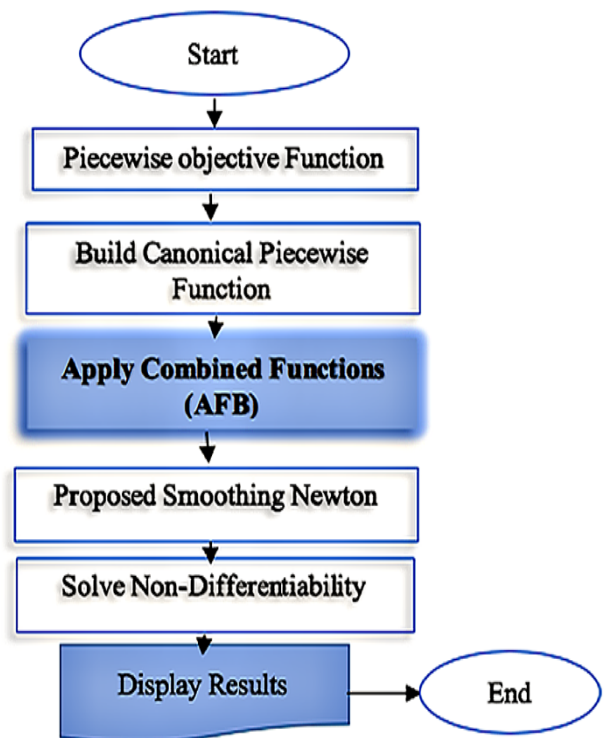 Start
Piecewise objective Function
Build Canonical Piecewise
Function
Apply Combined Functions
(AFB)
Proposed Smoothing Newton
Solve Non-Differentiability
Display Results
End